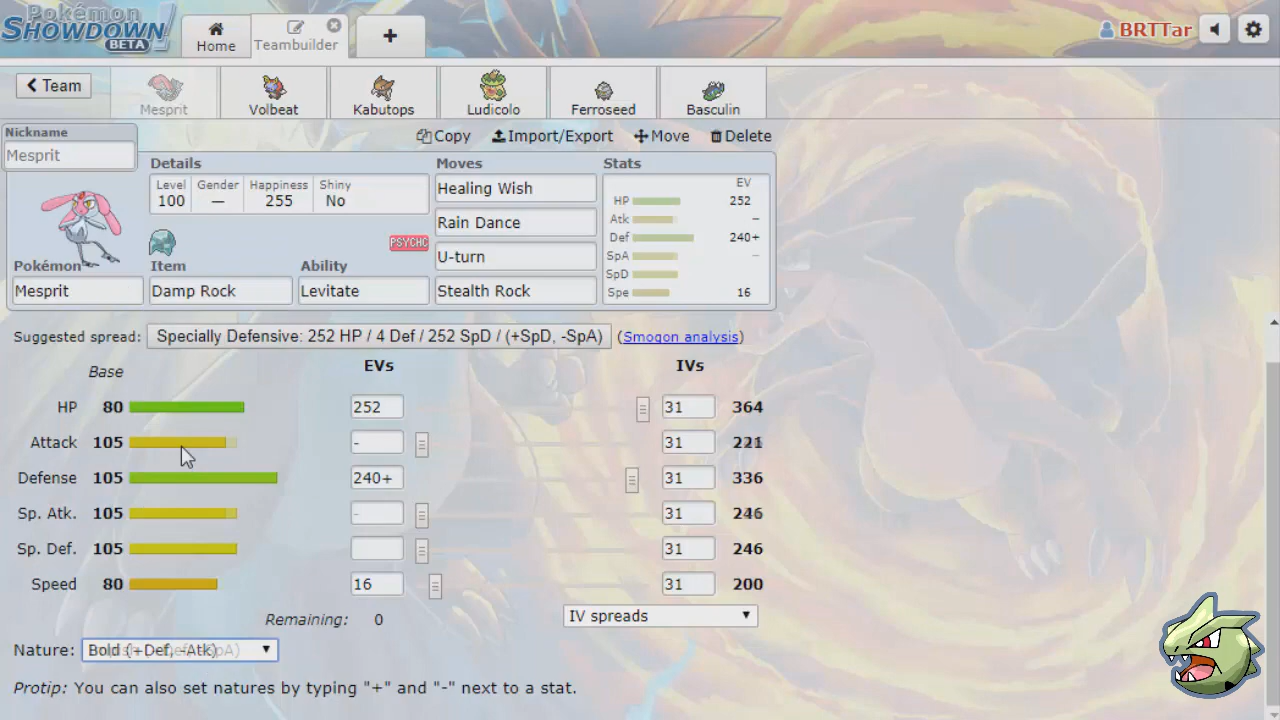 Pokémon
SHOWDOWN!
BETA
Home
Teambuilder
+
BRTTar
< Team
Mesprit
Volbeat
Kabutops
Ludicolo
Ferroseed
Basculin
Nickname
Mesprit
Copy Import/Export Move Delete
Details
Moves
Stats
Level
100
Gender
—
Happiness
255
Shiny
No
PSYCHC
Pokémon
Mesprit
Item
Damp Rock
Ability
Levitate
Healing Wish
Rain Dance
U-turn
Stealth Rock
EV
HP 252
Atk –
Def 240+
SpA –
SpD
Spe 16
Suggested spread: Specially Defensive: 252 HP / 4 Def / 252 SpD / (+SpD, -SpA) (Smogon analysis)
Base EVs IVs
HP 80 252 31 364
Attack 105 - 31 221
Defense 105 240+ 31 336
Sp. Atk. 105 - 31 246
Sp. Def. 105 31 246
Speed 80 16 31 200
Remaining: 0
IV spreads
Nature: Bold (+Def, -Atk)
Protip: You can also set natures by typing "+" and "-" next to a stat.